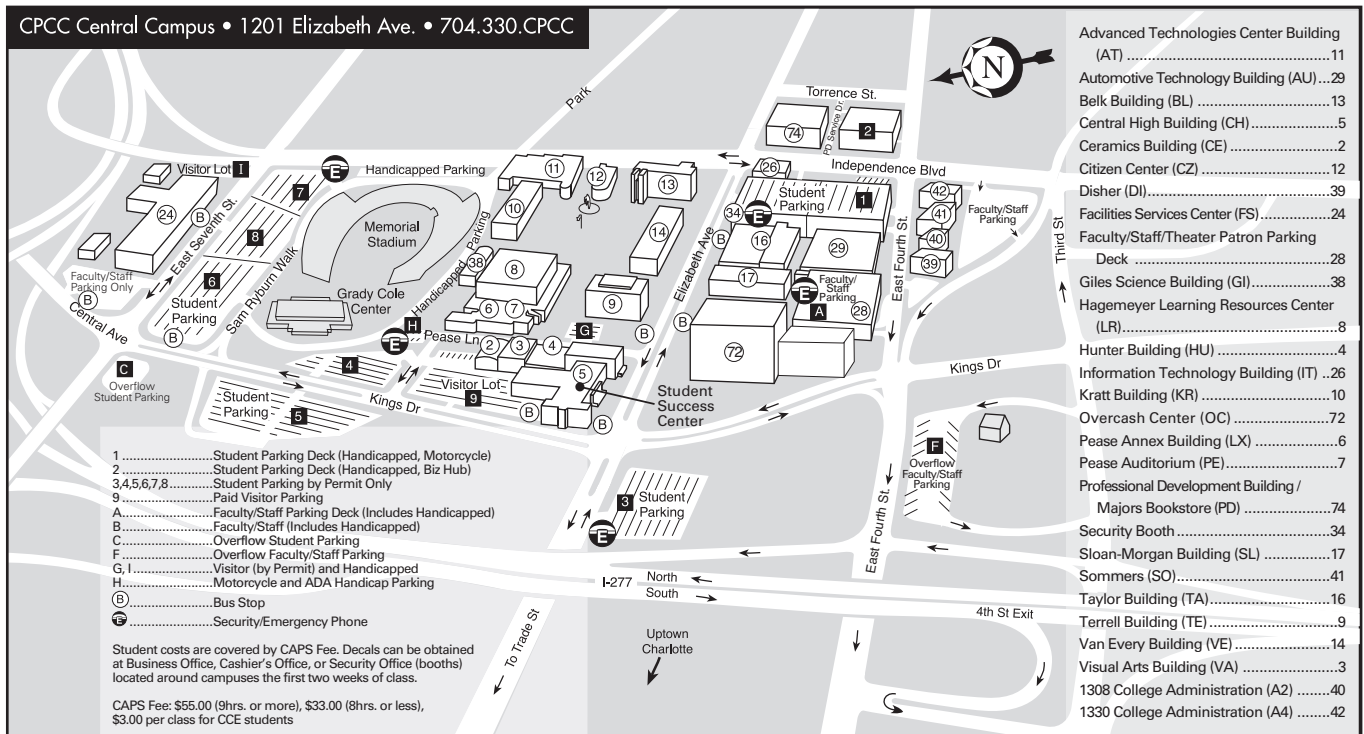 CPCC Central Campus • 1201 Elizabeth Ave. • 704.330.CPCC
N
Torrence St.
PD Service Dr.
74
2
Park
Independence Blvd
Visitor Lot I
E
Handicapped Parking
7
11
12
13
26
Student
Parking
1
42
41
40
39
Faculty/Staff
Parking
Third St
24
B
East Seventh St.
8
Memorial
Stadium
10
14
34
E
B
16
29
East Fourth St.
Elizabeth Ave
Handicapped Parking
38
8
17
Faculty/
Staff
Parking
E
A
28
Faculty/Staff
Parking Only
B
6
Student
Parking
Sam Ryburn Walk
Grady Cole
Center
6
7
9
Central Ave
B
H
E
Pease Ln
G
B
B
2
3
4
72
C
Overflow
Student Parking
4
Visitor Lot
9
5
Student
Success
Center
Kings Dr
Student
Parking
5
Kings Dr
B
B
F
Overflow
Faculty/Staff
Parking
3
Student
Parking
E
East Fourth St.
I-277
North
South
4th St Exit
To Trade St
Uptown
Charlotte
1 ..................Student Parking Deck (Handicapped, Motorcycle)
2 ..................Student Parking Deck (Handicapped, Biz Hub)
3,4,5,6,7,8 ........Student Parking by Permit Only
9 ..................Paid Visitor Parking
A ..................Faculty/Staff Parking Deck (Includes Handicapped)
B ..................Faculty/Staff (Includes Handicapped)
C ..................Overflow Student Parking
F ..................Overflow Faculty/Staff Parking
G, I ...............Visitor (by Permit) and Handicapped
H ..................Motorcycle and ADA Handicap Parking
B ..................Bus Stop
E ..................Security/Emergency Phone
Student costs are covered by CAPS Fee. Decals can be obtained
at Business Office, Cashier's Office, or Security Office (booths)
located around campuses the first two weeks of class.
CAPS Fee: $55.00 (9hrs. or more), $33.00 (8hrs. or less),
$3.00 per class for CCE students
Advanced Technologies Center Building
(AT) ..................11
Automotive Technology Building (AU) ...29
Belk Building (BL) ..................13
Central High Building (CH) ..................5
Ceramics Building (CE) ..................2
Citizen Center (CZ) ..................12
Disher (DI)..................39
Facilities Services Center (FS) ..................24
Faculty/Staff/Theater Patron Parking
Deck ..................28
Giles Science Building (GI) ..................38
Hagemeyer Learning Resources Center
(LR)..................8
Hunter Building (HU) ..................4
Information Technology Building (IT) ..26
Kratt Building (KR) ..................10
Overcash Center (OC) ..................72
Pease Annex Building (LX) ..................6
Pease Auditorium (PE) ..................7
Professional Development Building /
Majors Bookstore (PD) ..................74
Security Booth ..................34
Sloan-Morgan Building (SL) ..................17
Sommers (SO)..................41
Taylor Building (TA) ..................16
Terrell Building (TE) ..................9
Van Every Building (VE) ..................14
Visual Arts Building (VA) ..................3
1308 College Administration (A2) ........40
1330 College Administration (A4) ........42